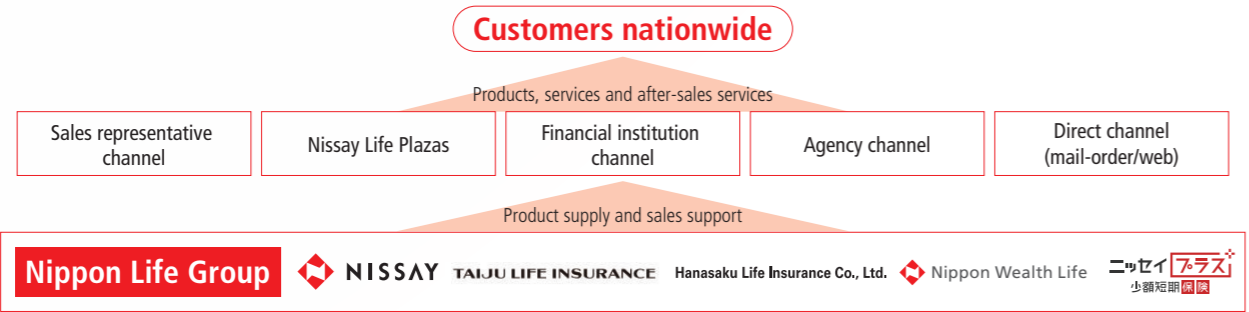 Customers nationwide
Products, services and after-sales services
Sales representative
channel
Nissay Life Plazas
Financial institution
channel
Agency channel
Direct channel
(mail-order/web)
Product supply and sales support
Nippon Life Group
NISSAY
TAIJU LIFE INSURANCE
Hanasaku Life Insurance Co., Ltd.
Nippon Wealth Life
ニッセイプラス
少額短期保険